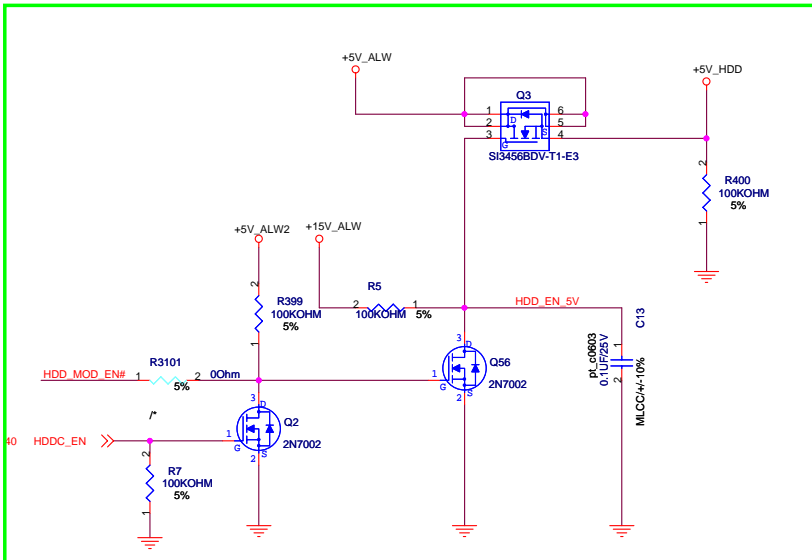 +5V_ALW
+5V_HDD
Q3
1
6
2
D
5
3
S
4
G
SI3456BDV-T1-E3
2
R400
100KOHM
5%
1
+5V_ALW2
+15V_ALW
2
R399
100KOHM
5%
1
R5
2
1
100KOHM
5%
HDD_EN_5V
C13
1
2
pt_c0603
0.1UF/25V
MLCC/+/-10%
3
D
Q56
1
G
2N7002
2
S
R3101
HDD_MOD_EN#
1
2
0Ohm
5%
/*
3
D
Q2
1
G
2N7002
2
S
40
HDDC_EN
2
R7
100KOHM
5%
1